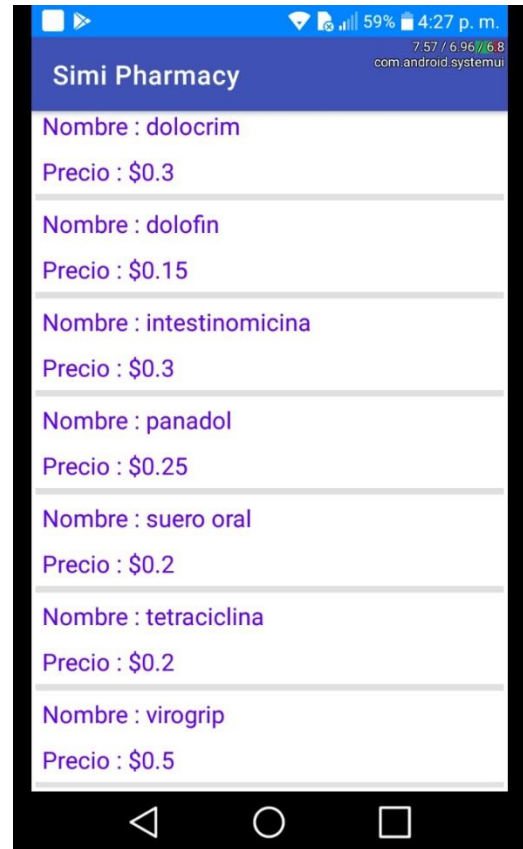 59% 4:27 p. m.
7.57 / 6.96 / 6.8
com.android.systemui
Simi Pharmacy
Nombre : dolocrim
Precio : $0.3
Nombre : dolofin
Precio : $0.15
Nombre : intestinomicina
Precio : $0.3
Nombre : panadol
Precio : $0.25
Nombre : suero oral
Precio : $0.2
Nombre : tetraciclina
Precio : $0.2
Nombre : virogrip
Precio : $0.5